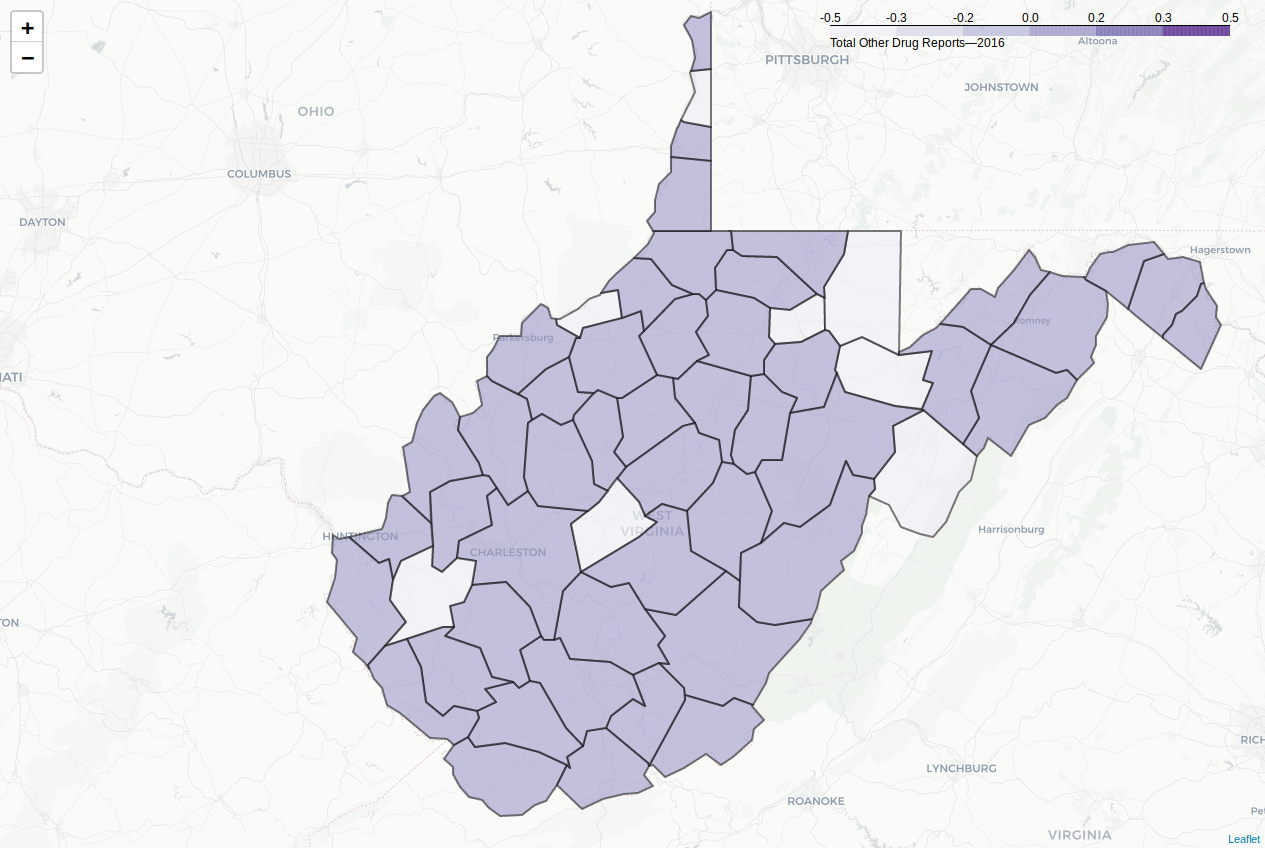 +
−
-0.5 -0.3 -0.2 0.0 0.2 0.3 0.5
Total Other Drug Reports—2016
Altoona
PITTSBURGH
JOHNSTOWN
OHIO
COLUMBUS
DAYTON
Hagerstown
Romney
Parkersburg
ATI
WEST
VIRGINIA
Harrisonburg
HUNTINGTON
CHARLESTON
TON
RICH
LYNCHBURG
ROANOKE
Pet
VIRGINIA
Leaflet